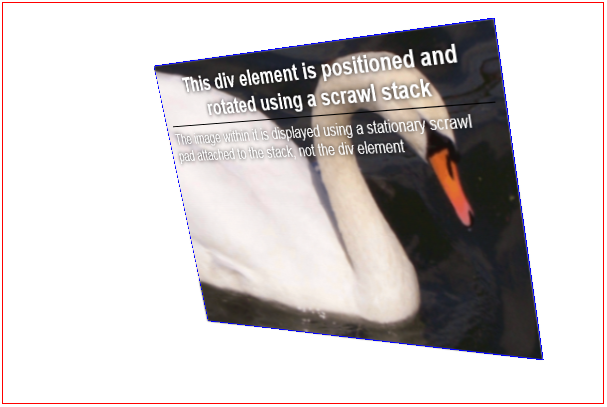 This div element is positioned and
rotated using a scrawl stack
The image within it is displayed using a stationary scrawl
pad attached to the stack, not the div element